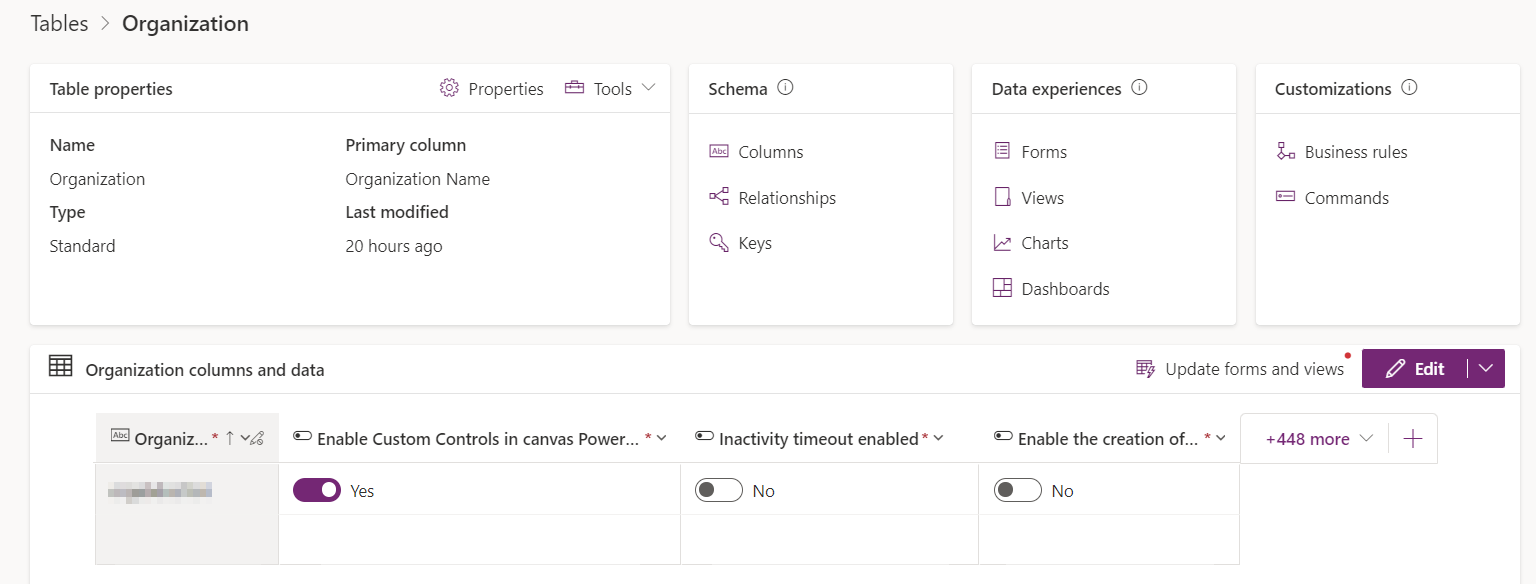 Tables > Organization
Table properties
Properties
Tools
Name
Primary column
Organization
Organization Name
Type
Last modified
Standard
20 hours ago
Schema
Columns
Relationships
Keys
Data experiences
Forms
Views
Charts
Dashboards
Customizations
Business rules
Commands
Organization columns and data
Update forms and views
Edit
Abc Organiz... * ↑
Enable Custom Controls in canvas Power... *
Inactivity timeout enabled *
Enable the creation of... *
+448 more
Yes
No
No